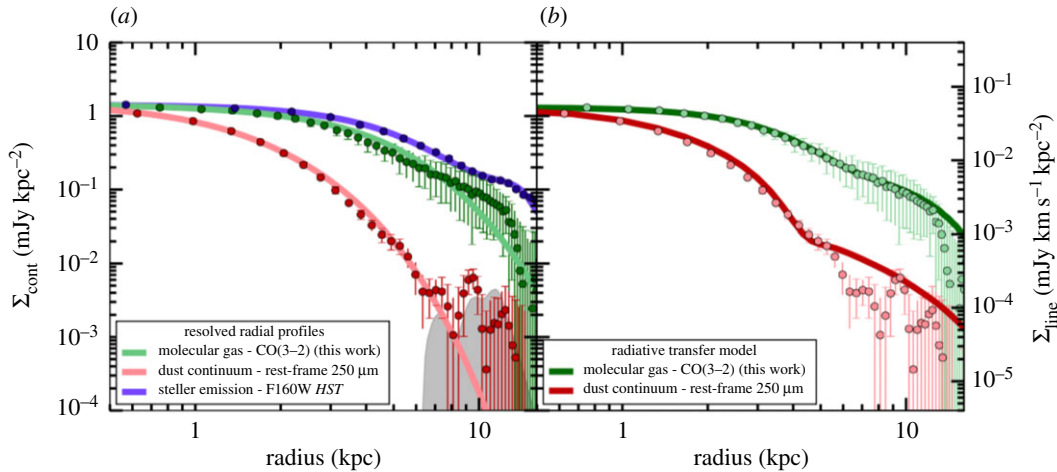 (a)
(b)
10
1
10⁻¹
10⁻²
10⁻³
10⁻⁴
Σcont (mJy kpc⁻²)
resolved radial profiles
molecular gas - CO(3–2) (this work)
dust continuum - rest-frame 250 μm
steller emission - F160W HST
1
10
radius (kpc)
radiative transfer model
molecular gas - CO(3–2) (this work)
dust continuum - rest-frame 250 μm
1
10
radius (kpc)
10⁻¹
10⁻²
10⁻³
10⁻⁴
10⁻⁵
Σline (mJy km s⁻¹ kpc⁻²)